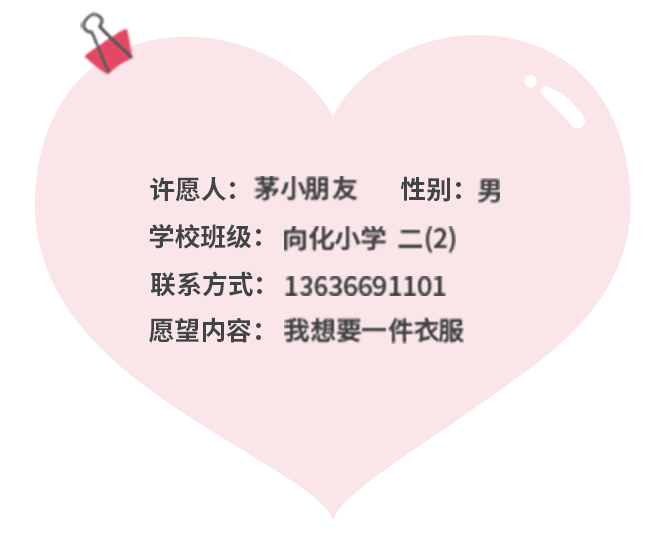 许愿人：茅小朋友 性别：男
学校班级：向化小学 二(2)
联系方式：13636691101
愿望内容：我想要一件衣服